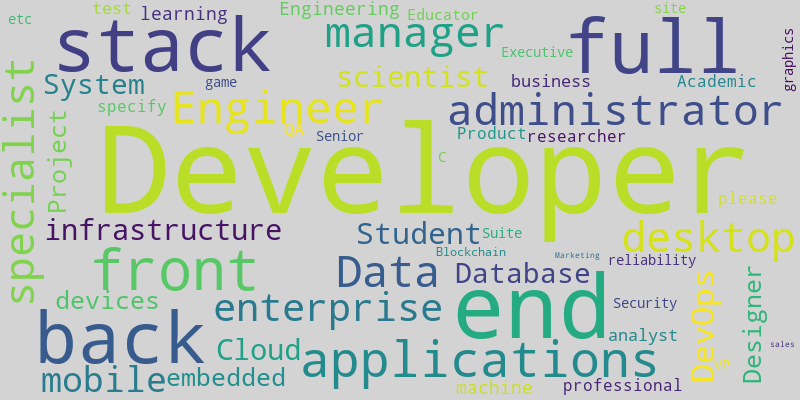 etc
test
learning
Engineering
Educator
site
stack
manager
full
Executive
graphics
System
game
scientist
business
Academic
specialist
specify
Engineer
administrator
Project
QA
Senior
Product
researcher
Developer
C
please
infrastructure
Student
Suite
desktop
front
Blockchain
Marketing
reliability
Data
Database
devices
enterprise
end
Security
DevOps
Designer
back
Cloud
applications
analyst
sales
mobile
embedded
machine
professional
VP